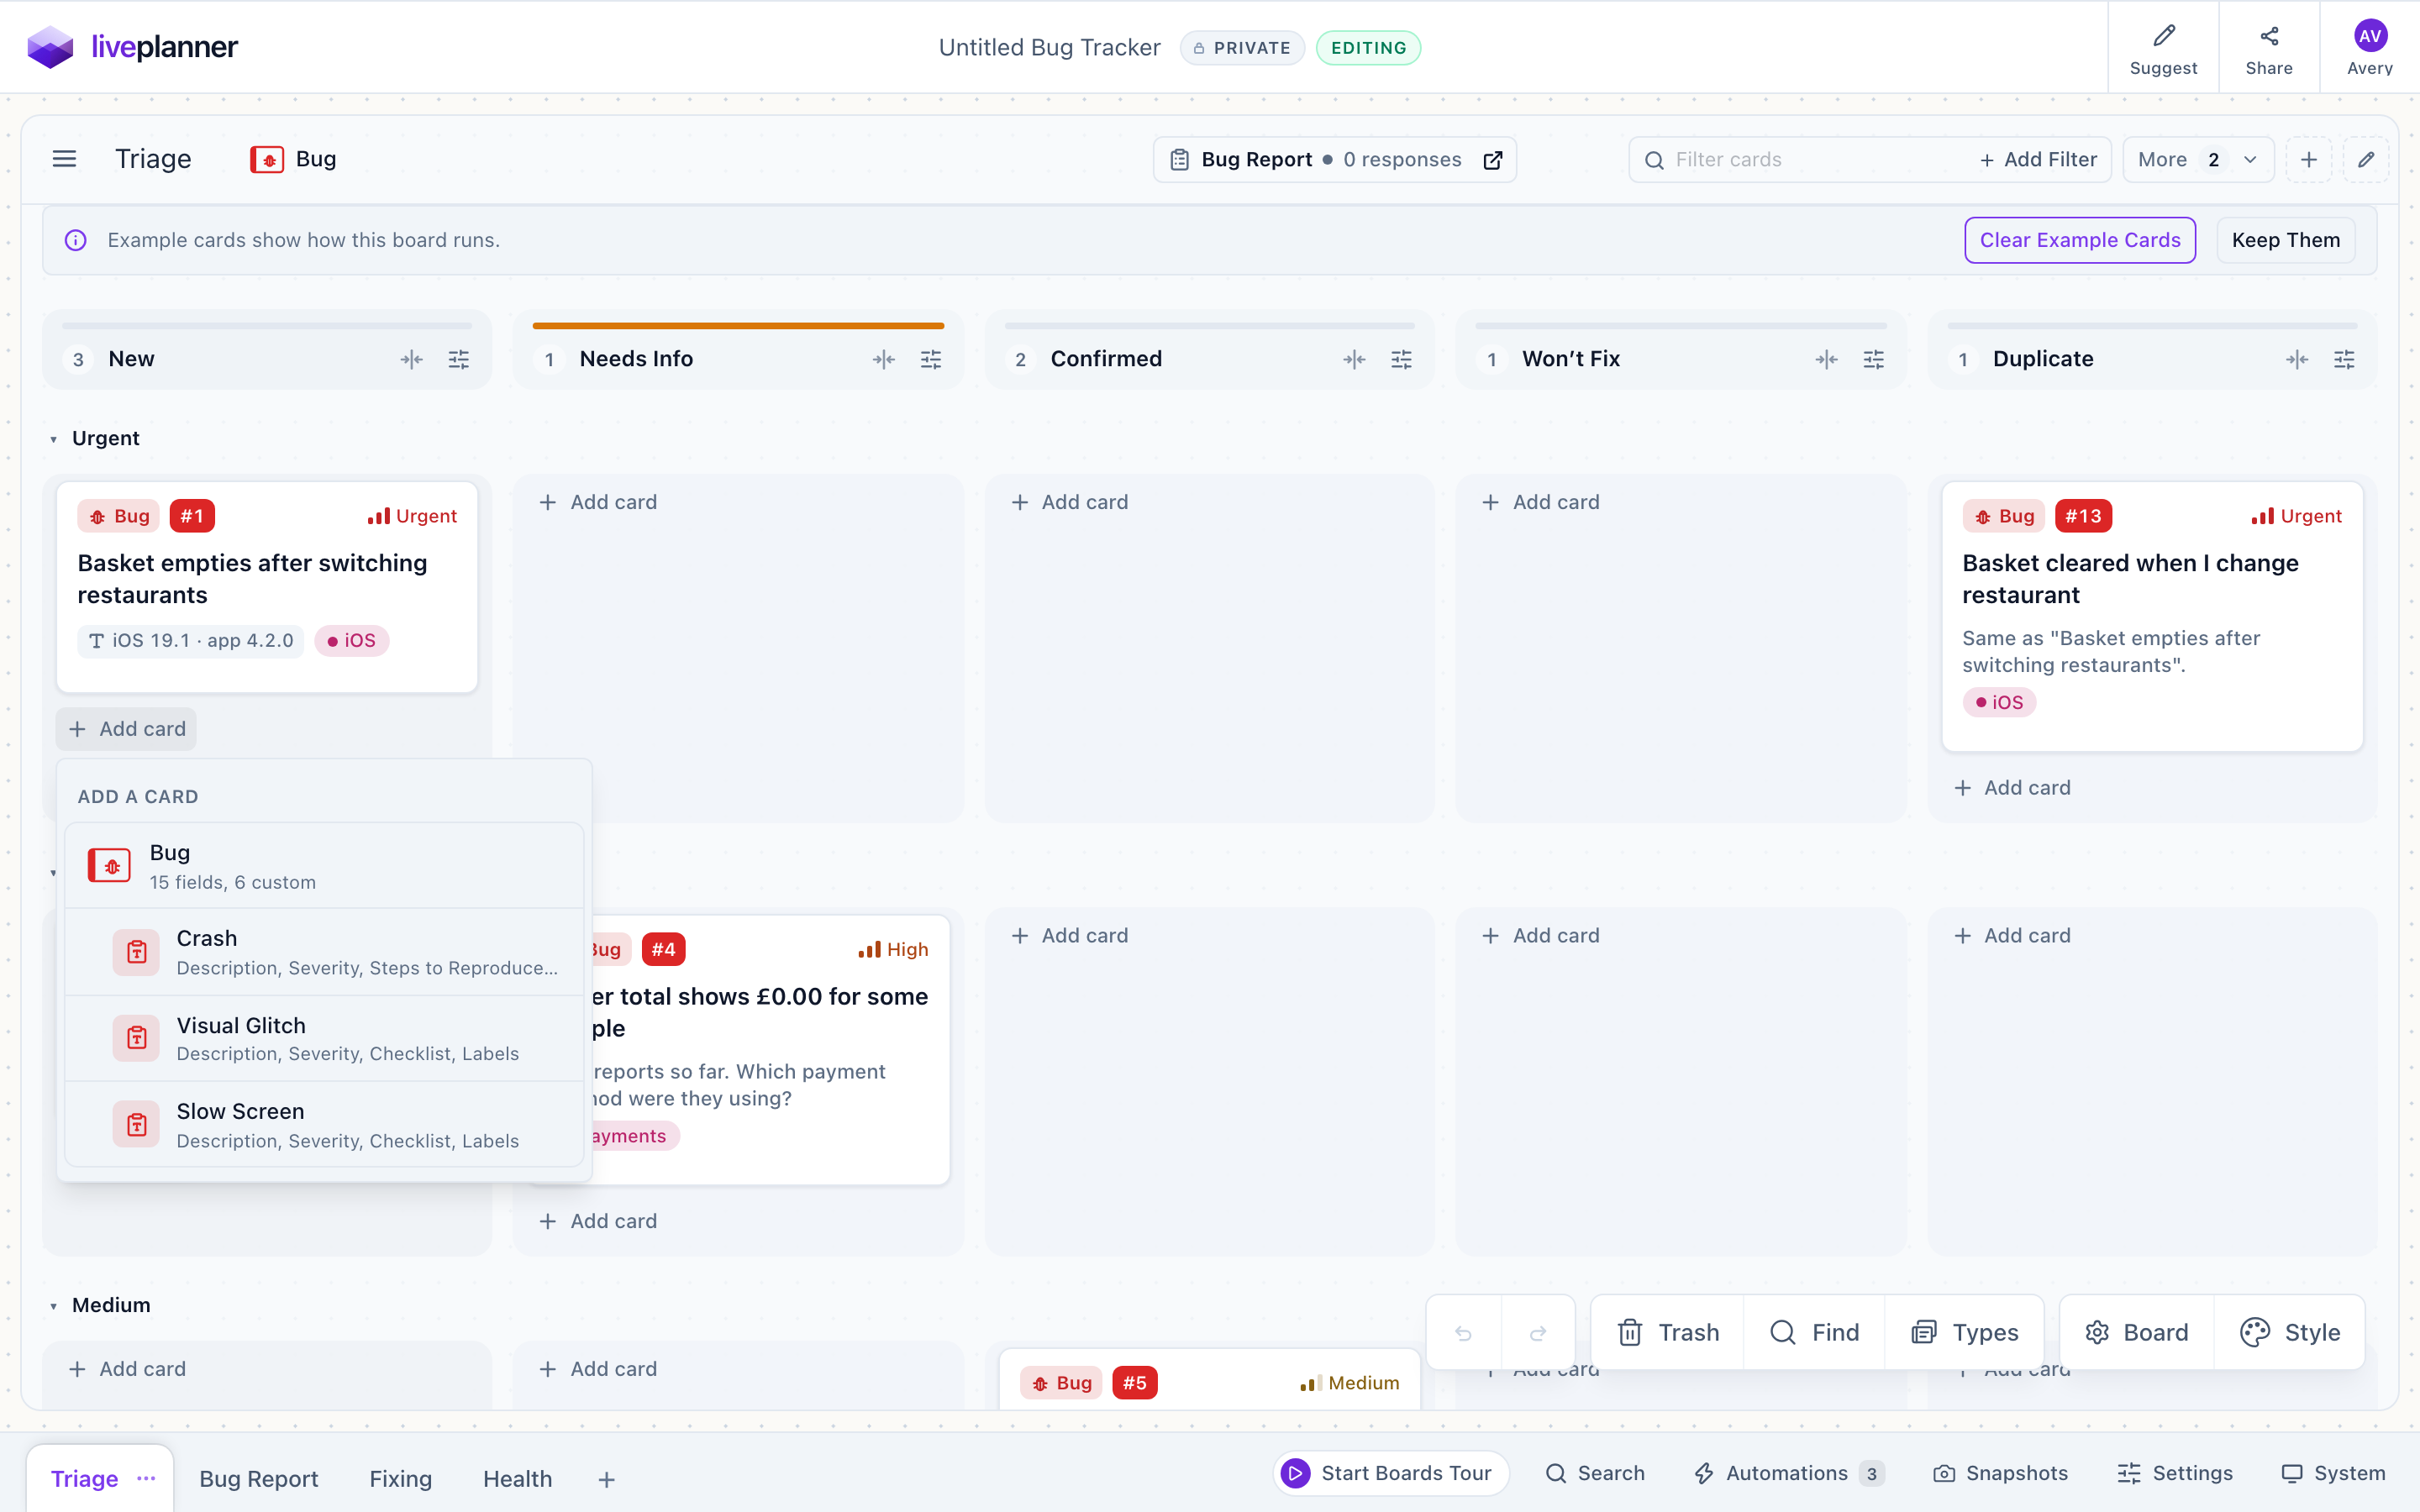 liveplanner
Untitled Bug Tracker
PRIVATE
EDITING
Suggest
Share
AV
Avery
Triage
Bug
Bug Report • 0 responses
Filter cards
+ Add Filter
More 2
Example cards show how this board runs.
Clear Example Cards
Keep Them
3 New
1 Needs Info
2 Confirmed
1 Won’t Fix
1 Duplicate
Urgent
Bug #1 Urgent
Basket empties after switching
restaurants
iOS 19.1 · app 4.2.0
iOS
+ Add card
+ Add card
+ Add card
+ Add card
Bug #13 Urgent
Basket cleared when I change
restaurant
Same as "Basket empties after
switching restaurants".
iOS
+ Add card
ADD A CARD
Bug
15 fields, 6 custom
Crash
Description, Severity, Steps to Reproduce...
Visual Glitch
Description, Severity, Checklist, Labels
Slow Screen
Description, Severity, Checklist, Labels
Bug #4 High
total shows £0.00 for some
reports so far. Which payment
were they using?
+ Add card
+ Add card
+ Add card
+ Add card
Medium
+ Add card
+ Add card
Bug #5 Medium
Add card
Add card
Trash
Find
Types
Board
Style
Triage
Bug Report
Fixing
Health
+
Start Boards Tour
Search
Automations 3
Snapshots
Settings
System